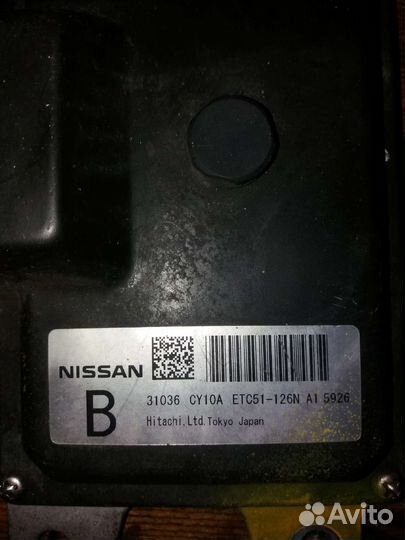 NISSAN
B
31036 CY10A ETC51-126N A1 5926
Hitachi,Ltd.Tokyo Japan
Avito